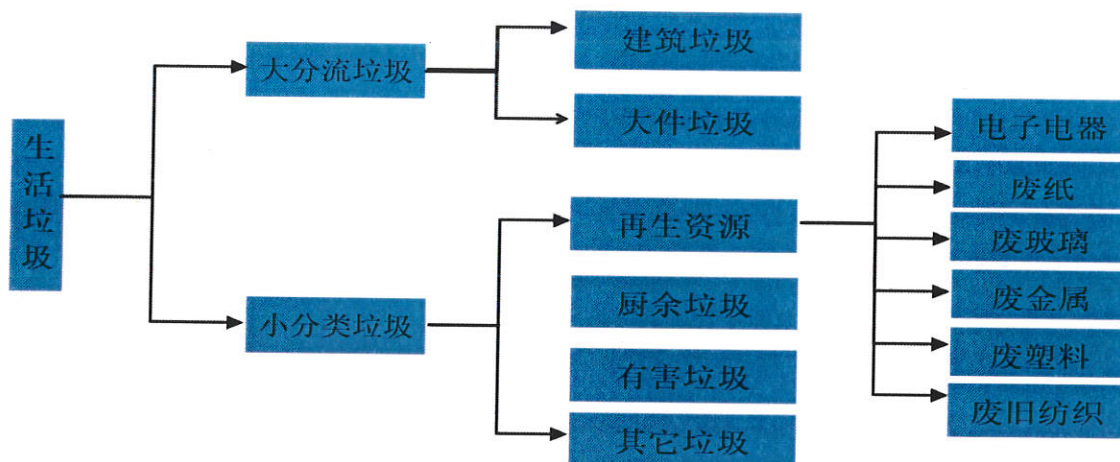 生活垃圾
大分流垃圾
小分类垃圾
建筑垃圾
大件垃圾
再生资源
厨余垃圾
有害垃圾
其它垃圾
电子电器
废纸
废玻璃
废金属
废塑料
废旧纺织